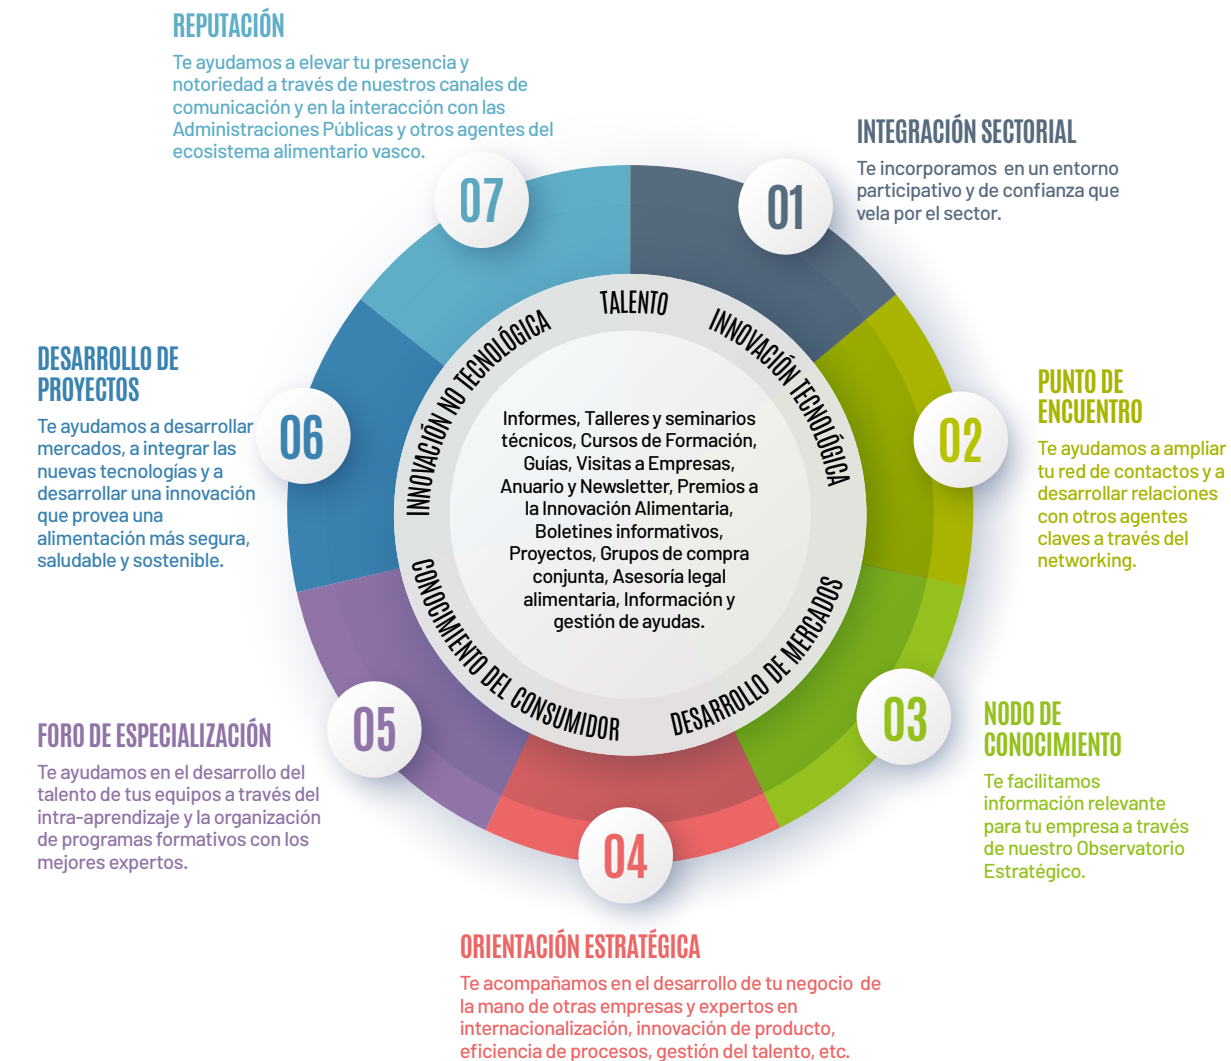 REPUTACIÓN
Te ayudamos a elevar tu presencia y
notoriedad a través de nuestros canales de
comunicación y en la interacción con las
Administraciones Públicas y otros agentes del
ecosistema alimentario vasco.
07
INTEGRACIÓN SECTORIAL
Te incorporamos en un entorno
participativo y de confianza que
vela por el sector.
01
PUNTO DE
ENCUENTRO
Te ayudamos a ampliar
tu red de contactos y a
desarrollar relaciones
con otros agentes
claves a través del
networking.
02
NODO DE
CONOCIMIENTO
Te facilitamos
información relevante
para tu empresa a través
de nuestro Observatorio
Estratégico.
03
ORIENTACIÓN ESTRATÉGICA
Te acompañamos en el desarrollo de tu negocio de
la mano de otras empresas y expertos en
internacionalización, innovación de producto,
eficiencia de procesos, gestión del talento, etc.
04
FORO DE ESPECIALIZACIÓN
Te ayudamos en el desarrollo del
talento de tus equipos a través del
intra-aprendizaje y la organización
de programas formativos con los
mejores expertos.
05
DESARROLLO DE
PROYECTOS
Te ayudamos a desarrollar
mercados, a integrar las
nuevas tecnologías y a
desarrollar una innovación
que provea una
alimentación más segura,
saludable y sostenible.
06
TALENTO
INNOVACIÓN TECNOLÓGICA
DESARROLLO DE MERCADOS
CONOCIMIENTO DEL CONSUMIDOR
INNOVACIÓN NO TECNOLÓGICA
Informes, Talleres y seminarios
técnicos, Cursos de Formación,
Guías, Visitas a Empresas,
Anuario y Newsletter, Premios a
la Innovación Alimentaria,
Boletines informativos,
Proyectos, Grupos de compra
conjunta, Asesoría legal
alimentaria, Información y
gestión de ayudas.